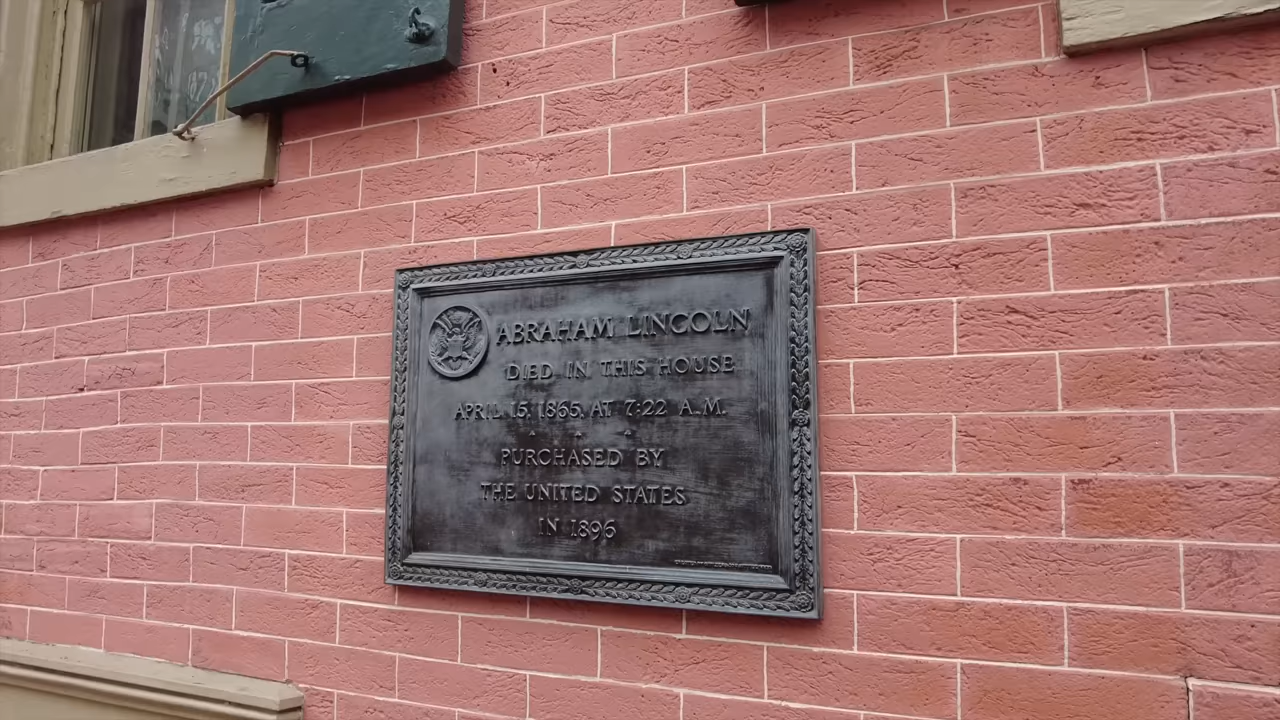 ABRAHAM LINCOLN
DIED IN THIS HOUSE
APRIL 15, 1865, AT 7:22 A.M.
PURCHASED BY
THE UNITED STATES
IN 1896